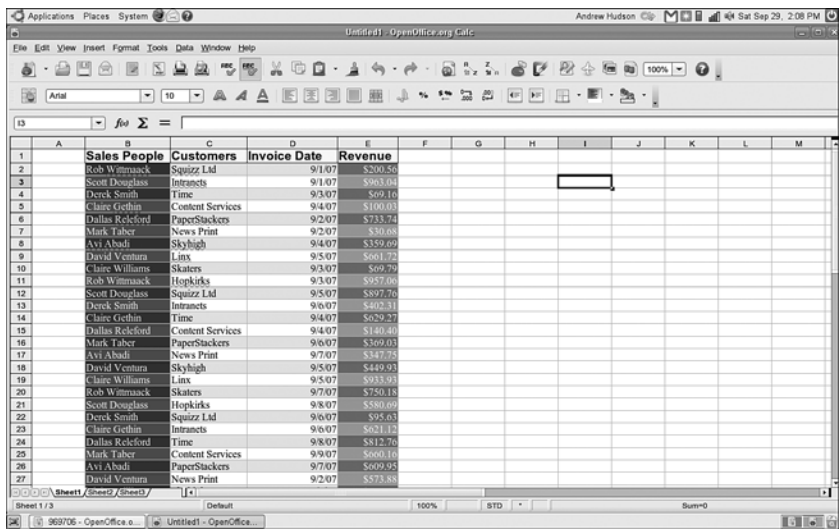 Applications Places System Andrew Hudson Sat Sep 29, 2:08 PM
Untitled1 - OpenOffice.org Calc
File Edit View Insert Format Tools Data Window Help
100%
Arial 10
I3 f(x) Σ =
A B C D E F G H I J K L M
1 Sales People Customers Invoice Date Revenue
2 Rob Wittmaack Squizz Ltd 9/1/07 $200.56
3 Scott Douglass Intranets 9/1/07 $963.04
4 Derek Smith Time 9/3/07 $69.16
5 Claire Gethin Content Services 9/4/07 $100.03
6 Dallas Releford PaperStackers 9/2/07 $733.74
7 Mark Taber News Print 9/2/07 $30.68
8 Avi Abadi Skyhigh 9/4/07 $359.69
9 David Ventura Linx 9/5/07 $661.72
10 Claire Williams Skaters 9/3/07 $69.79
11 Rob Wittmaack Hopkirks 9/3/07 $957.06
12 Scott Douglass Squizz Ltd 9/5/07 $897.76
13 Derek Smith Intranets 9/6/07 $402.31
14 Claire Gethin Time 9/4/07 $629.27
15 Dallas Releford Content Services 9/4/07 $140.40
16 Mark Taber PaperStackers 9/6/07 $369.03
17 Avi Abadi News Print 9/7/07 $347.75
18 David Ventura Skyhigh 9/5/07 $449.93
19 Claire Williams Linx 9/5/07 $933.93
20 Rob Wittmaack Skaters 9/7/07 $750.18
21 Scott Douglass Hopkirks 9/8/07 $580.69
22 Derek Smith Squizz Ltd 9/6/07 $95.63
23 Claire Gethin Intranets 9/6/07 $621.12
24 Dallas Releford Time 9/8/07 $812.76
25 Mark Taber Content Services 9/9/07 $660.16
26 Avi Abadi PaperStackers 9/7/07 $609.95
27 David Ventura News Print 9/2/07 $573.88
Sheet1 Sheet2 Sheet3
Sheet 1 / 3 Default 100% STD * Sum=0
969706 - OpenOffice.o... Untitled1 - OpenOffice...